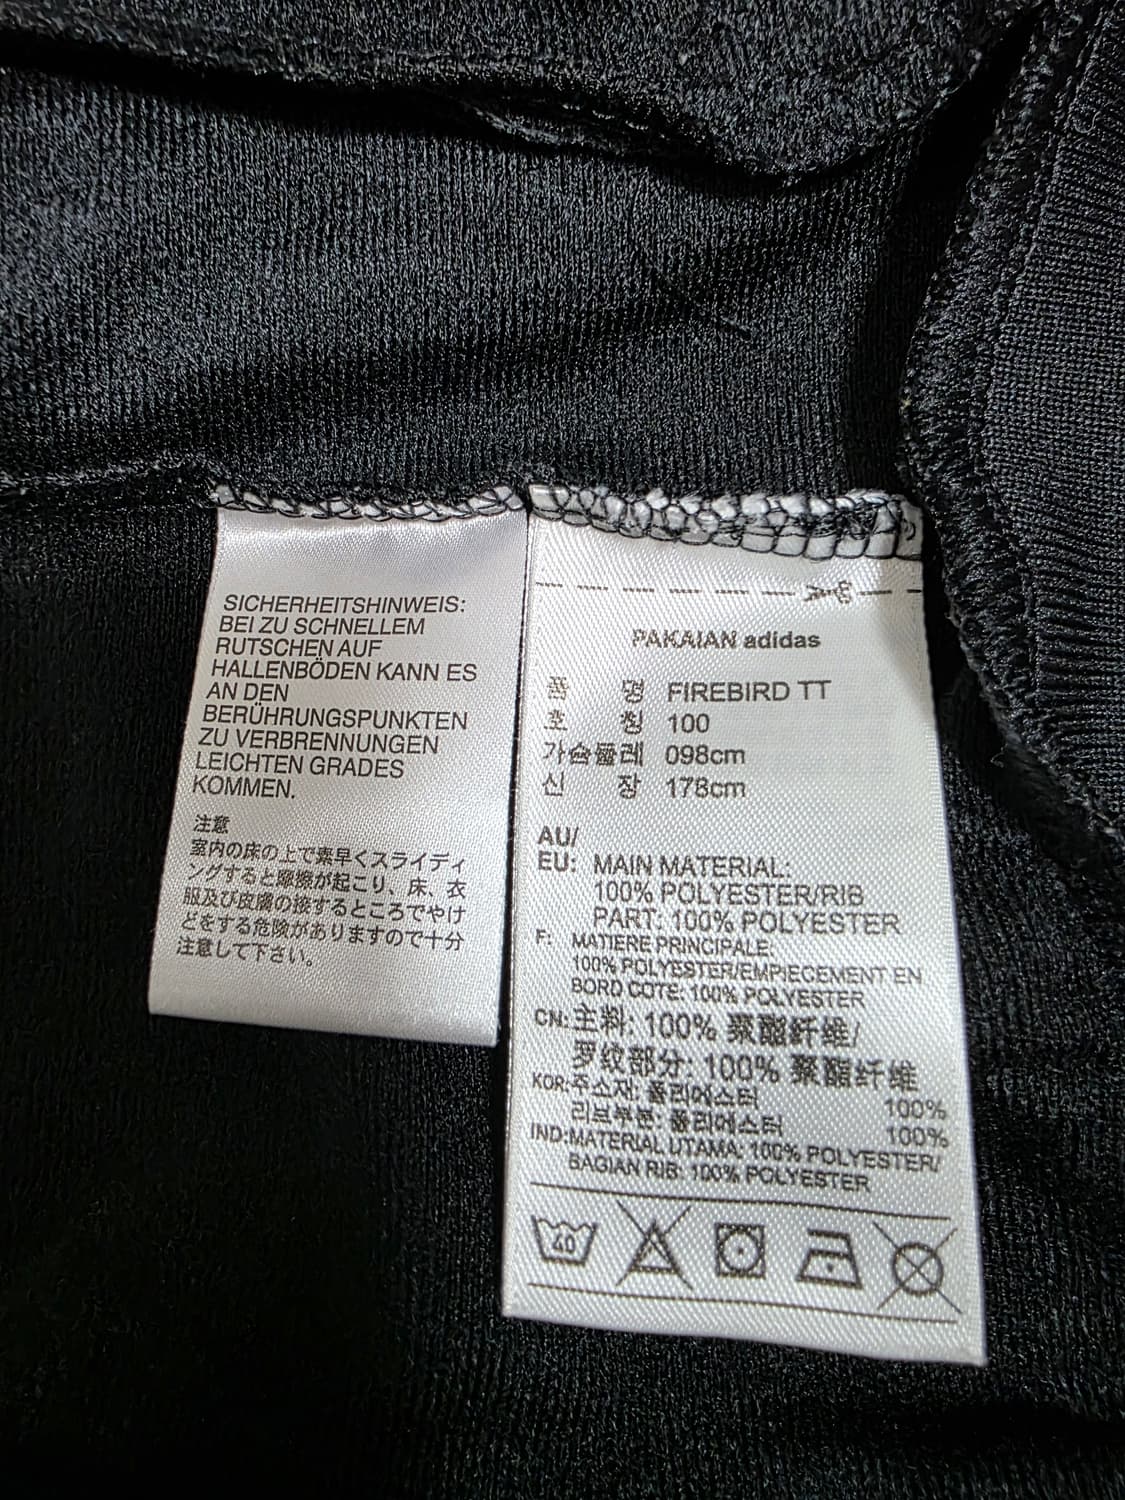 SICHERHEITSHINWEIS:
BEI ZU SCHNELLEM
RUTSCHEN AUF
HALLENBÖDEN KANN ES
AN DEN
BERÜHRUNGSPUNKTEN
ZU VERBRENNUNGEN
LEICHTEN GRADES
KOMMEN.
注意
室内の床の上で素早くスライディ
ングすると摩擦が起こり、床、衣
服及び皮膚の接するところでやけ
どをする危険がありますので十分
注意して下さい。
PAKAIAN adidas
품 명 FIREBIRD TT
호 칭 100
가슴둘레 098cm
신 장 178cm
AU/
EU: MAIN MATERIAL:
100% POLYESTER/RIB
PART: 100% POLYESTER
F: MATIERE PRINCIPALE:
100% POLYESTER/EMPIECEMENT EN
BORD COTE: 100% POLYESTER
CN:主料: 100% 聚酯纤维/
罗纹部分: 100% 聚酯纤维
KOR:주소재: 폴리에스터 100%
리브부분: 폴리에스터 100%
IND:MATERIAL UTAMA: 100% POLYESTER/
BAGIAN RIB: 100% POLYESTER
40